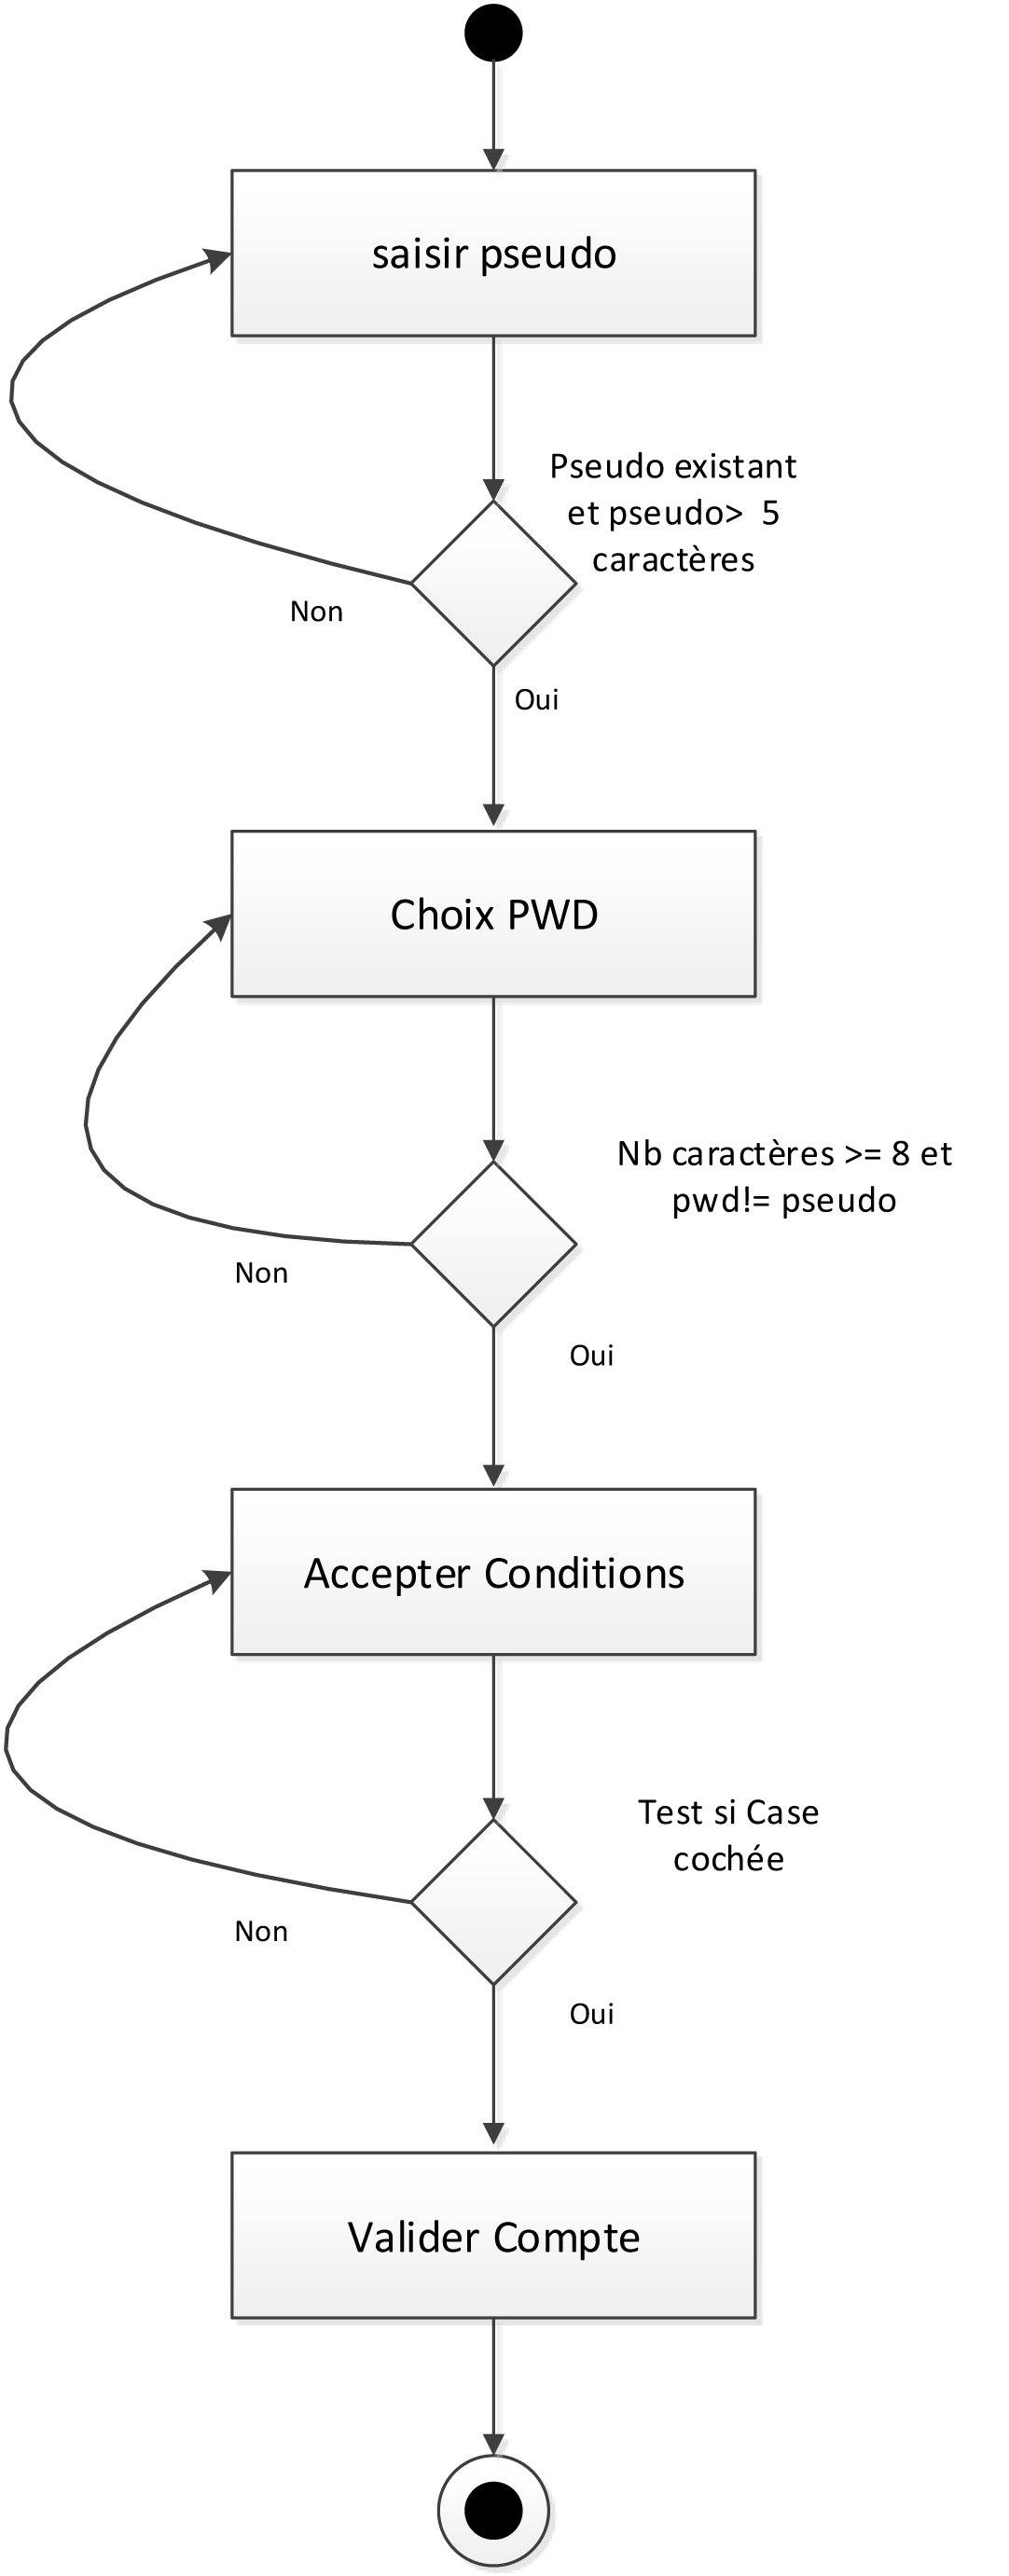 saisir pseudo
Pseudo existant
et pseudo>  5
caractères
Non
Oui
Choix PWD
Nb caractères >= 8 et
pwd!= pseudo
Non
Oui
Accepter Conditions
Test si Case
cochée
Non
Oui
Valider Compte